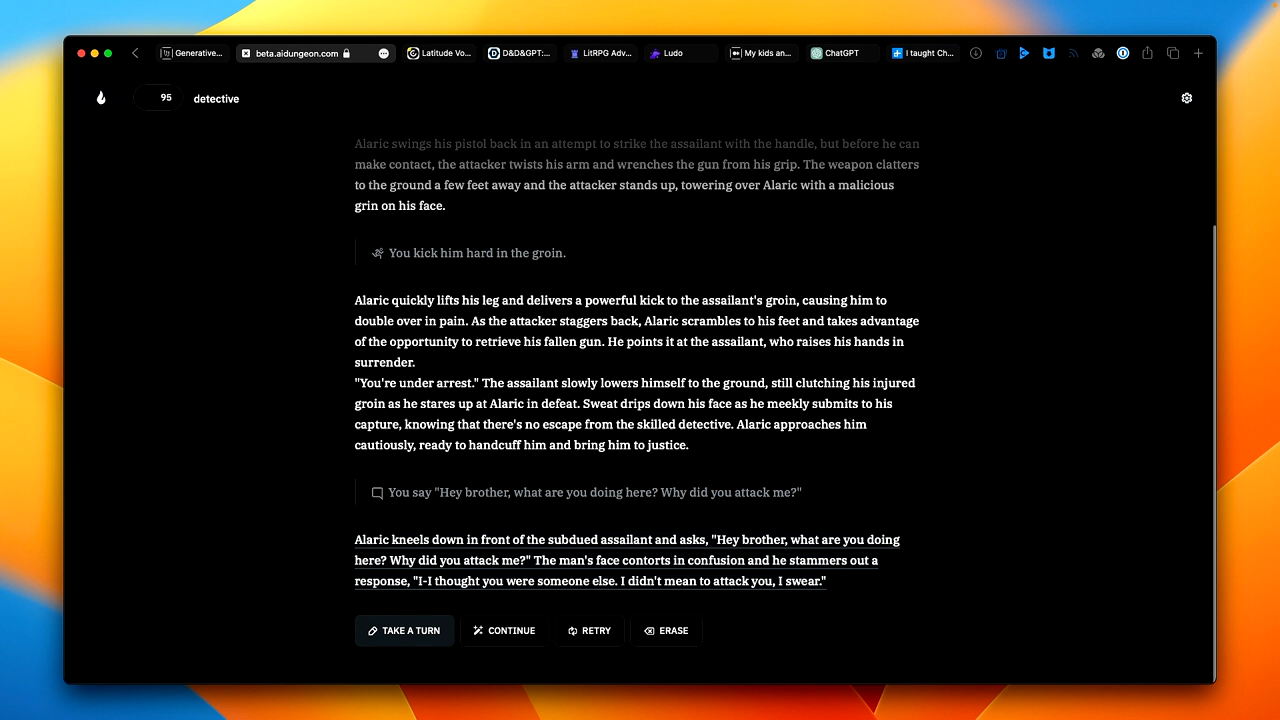 Generative...
beta.aidungeon.com
Latitude Vo...
D&D&GPT:...
LitRPG Adv...
Ludo
My kids an...
ChatGPT
I taught Ch...
95
detective
Alaric swings his pistol back in an attempt to strike the assailant with the handle, but before he can
make contact, the attacker twists his arm and wrenches the gun from his grip. The weapon clatters
to the ground a few feet away and the attacker stands up, towering over Alaric with a malicious
grin on his face.
You kick him hard in the groin.
Alaric quickly lifts his leg and delivers a powerful kick to the assailant's groin, causing him to
double over in pain. As the attacker staggers back, Alaric scrambles to his feet and takes advantage
of the opportunity to retrieve his fallen gun. He points it at the assailant, who raises his hands in
surrender.
"You're under arrest." The assailant slowly lowers himself to the ground, still clutching his injured
groin as he stares up at Alaric in defeat. Sweat drips down his face as he meekly submits to his
capture, knowing that there's no escape from the skilled detective. Alaric approaches him
cautiously, ready to handcuff him and bring him to justice.
You say "Hey brother, what are you doing here? Why did you attack me?"
Alaric kneels down in front of the subdued assailant and asks, "Hey brother, what are you doing
here? Why did you attack me?" The man's face contorts in confusion and he stammers out a
response, "I-I thought you were someone else. I didn't mean to attack you, I swear."
TAKE A TURN
CONTINUE
RETRY
ERASE